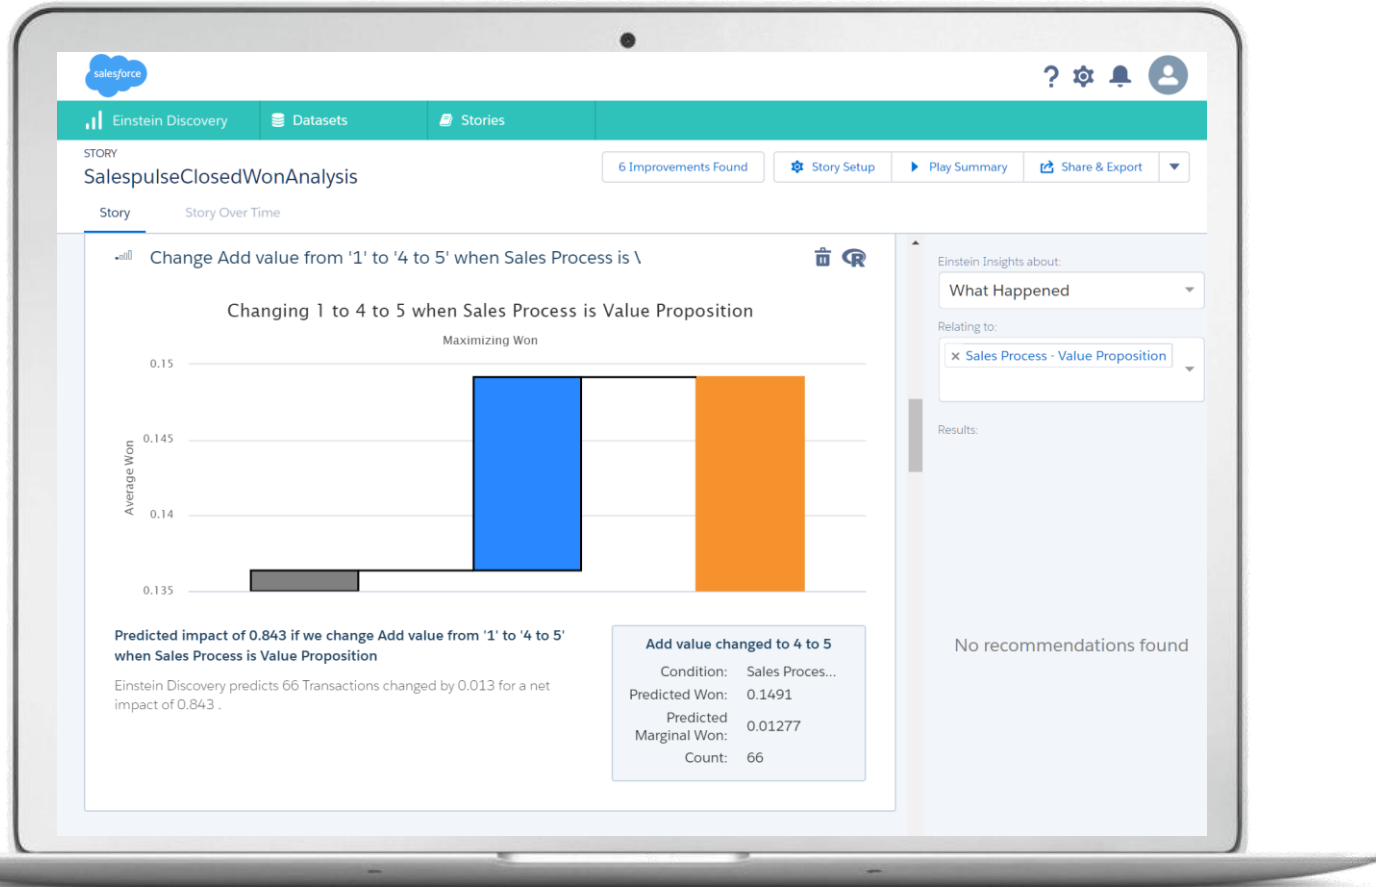 salesforce
Einstein Discovery
Datasets
Stories
STORY
SalespulseClosedWonAnalysis
6 Improvements Found
Story Setup
Play Summary
Share & Export
Story
Story Over Time
Change Add value from '1' to '4 to 5' when Sales Process is \
Changing 1 to 4 to 5 when Sales Process is Value Proposition
Maximizing Won
0.15
0.145
0.14
0.135
Average Won
Predicted impact of 0.843 if we change Add value from '1' to '4 to 5'
when Sales Process is Value Proposition
Einstein Discovery predicts 66 Transactions changed by 0.013 for a net
impact of 0.843 .
Add value changed to 4 to 5
Condition: Sales Proces...
Predicted Won: 0.1491
Predicted
Marginal Won: 0.01277
Count: 66
Einstein Insights about:
What Happened
Relating to:
× Sales Process - Value Proposition
Results:
No recommendations found